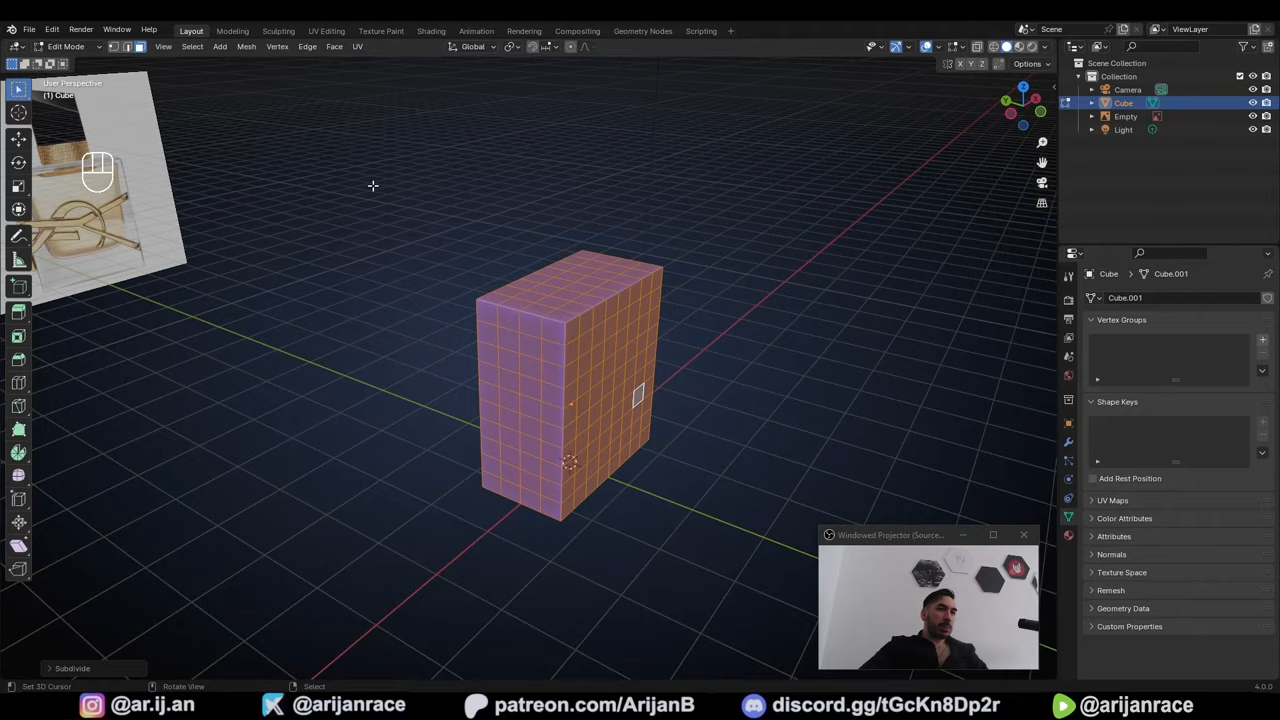 File Edit Render Window Help Layout Modeling Sculpting UV Editing Texture Paint Shading Animation Rendering Compositing Geometry Nodes Scripting + Scene ViewLayer
Edit Mode View Select Add Mesh Vertex Edge Face UV Global
X Y Z Options
User Perspective
(1) Cube
Scene Collection
Collection
Camera
Cube
Empty
Light
Z
Y
X
Cube > Cube.001
Cube.001
Vertex Groups
Shape Keys
Add Rest Position
UV Maps
Color Attributes
Attributes
Normals
Texture Space
Remesh
Geometry Data
Custom Properties
Windowed Projector (Source...
Subdivide
Set 3D Cursor Rotate View Select 4.0.0
@ar.ij.an @arijanrace patreon.com/ArijanB discord.gg/tGcKn8Dp2r @arijanrace